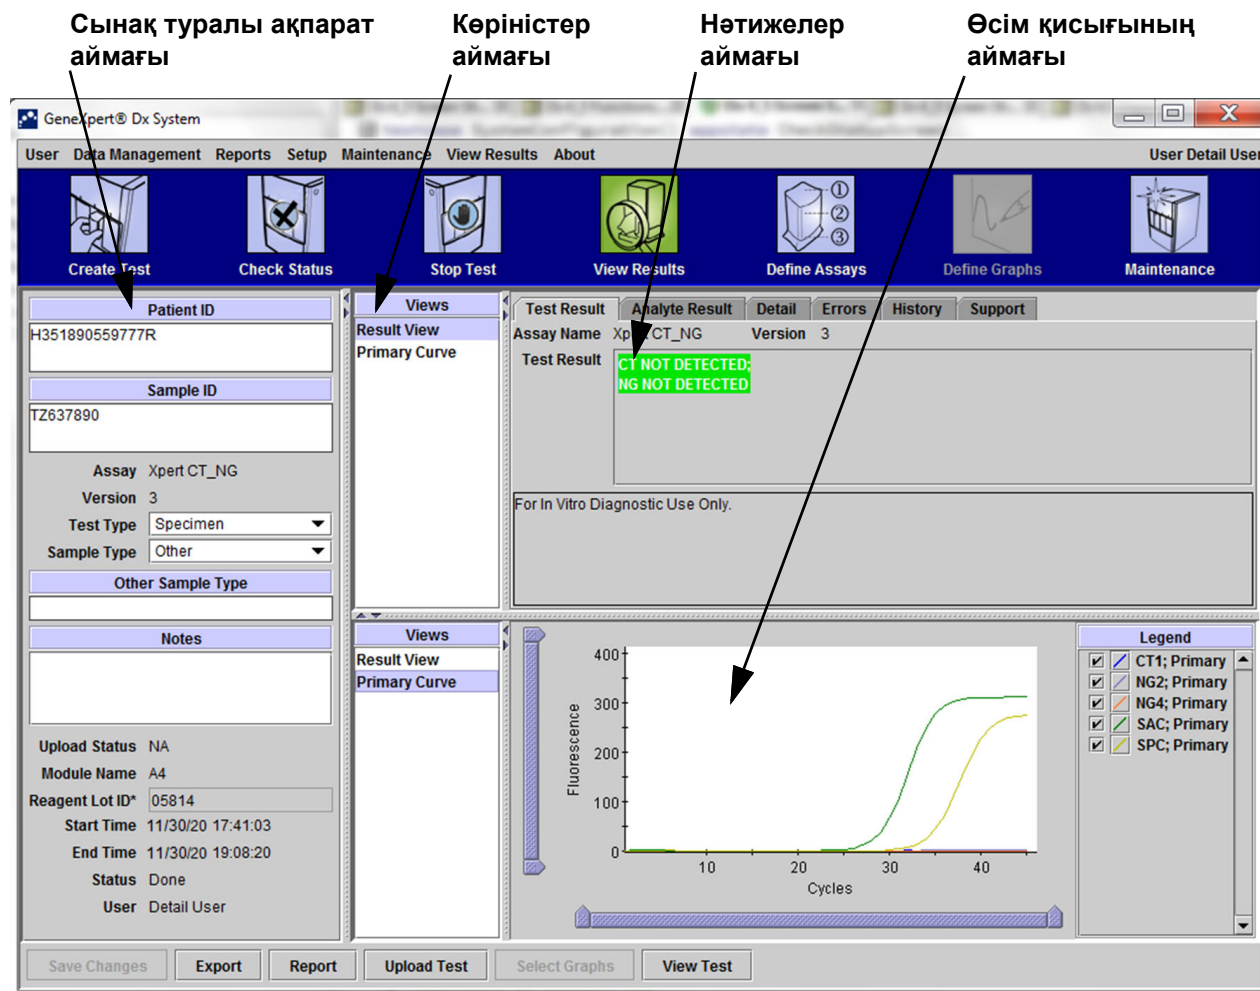 Сынақ туралы ақпарат аймағы
Көріністер аймағы
Нәтижелер аймағы
Өсім қисығының аймағы
GeneXpert® Dx System
User Data Management Reports Setup Maintenance View Results About User Detail User
Create Test Check Status Stop Test View Results Define Assays Define Graphs Maintenance
Patient ID
H351890559777R
Sample ID
TZ637890
Assay Xpert CT_NG
Version 3
Test Type Specimen
Sample Type Other
Other Sample Type
Notes
Upload Status NA
Module Name A4
Reagent Lot ID* 05814
Start Time 11/30/20 17:41:03
End Time 11/30/20 19:08:20
Status Done
User Detail User
Views
Result View
Primary Curve
Test Result Analyte Result Detail Errors History Support
Assay Name Xpert CT_NG Version 3
Test Result CT NOT DETECTED;
NG NOT DETECTED
For In Vitro Diagnostic Use Only.
Views
Result View
Primary Curve
400
300
200
100
0
Fluorescence
10 20 30 40
Cycles
Legend
CT1; Primary
NG2; Primary
NG4; Primary
SAC; Primary
SPC; Primary
Save Changes Export Report Upload Test Select Graphs View Test